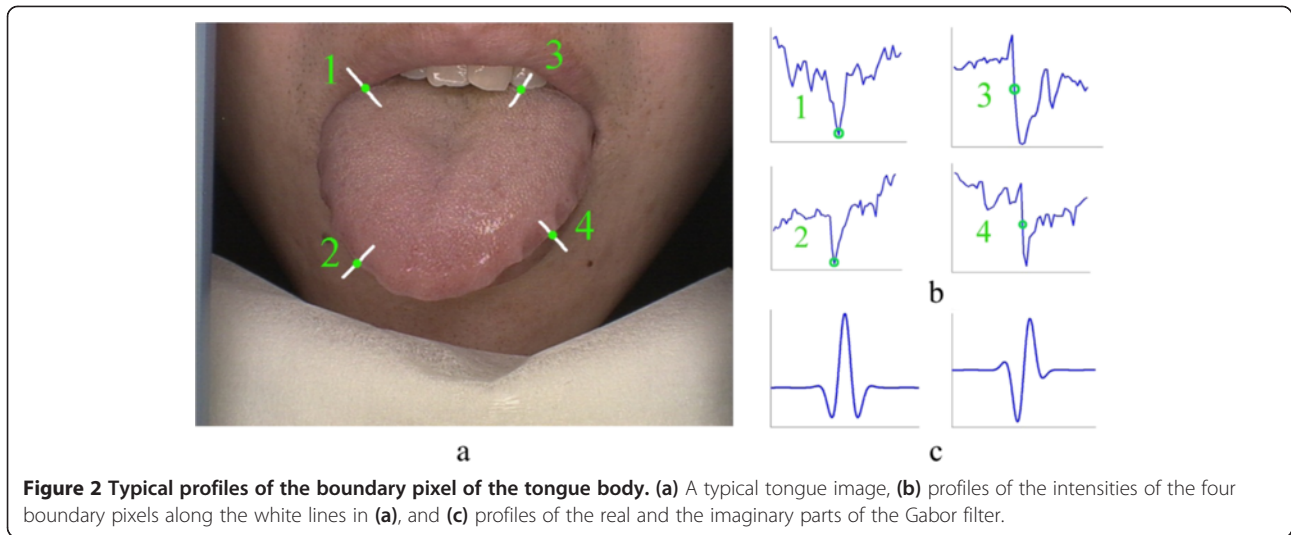 1
3
2
4
1
3
2
4
b
a
c
Figure 2 Typical profiles of the boundary pixel of the tongue body. (a) A typical tongue image, (b) profiles of the intensities of the four
boundary pixels along the white lines in (a), and (c) profiles of the real and the imaginary parts of the Gabor filter.